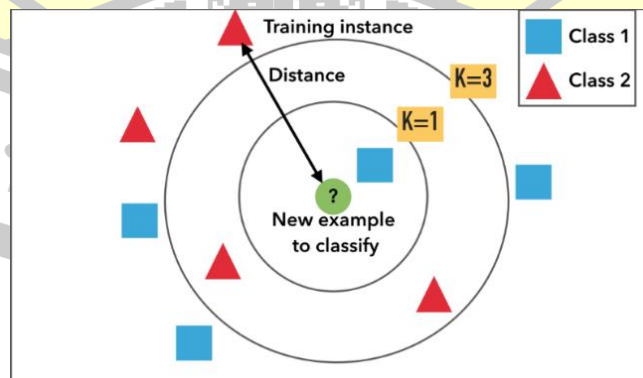 Training instance
Distance
K=3
K=1
?
New example
to classify
Class 1
Class 2